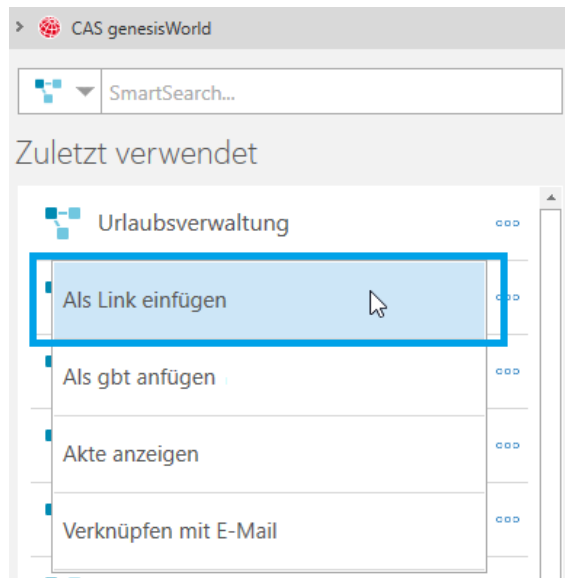 CAS genesisWorld
SmartSearch...
Zuletzt verwendet
Urlaubsverwaltung
Als Link einfügen
Als gbt anfügen
Akte anzeigen
Verknüpfen mit E-Mail